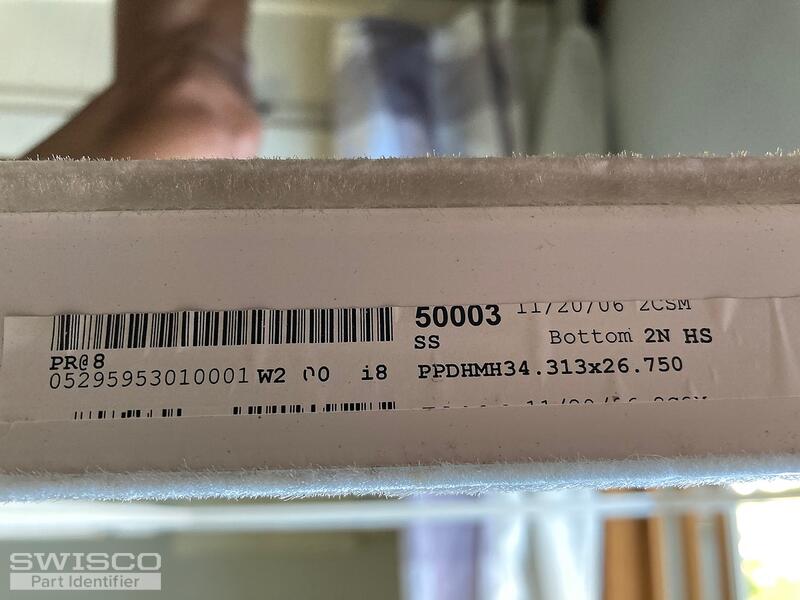 50003 11/20/06 2CSM
SS Bottom 2N HS
PR@8
05295953010001 W2 00 i8 PPDHMH34.313x26.750
SWISCO
Part Identifier